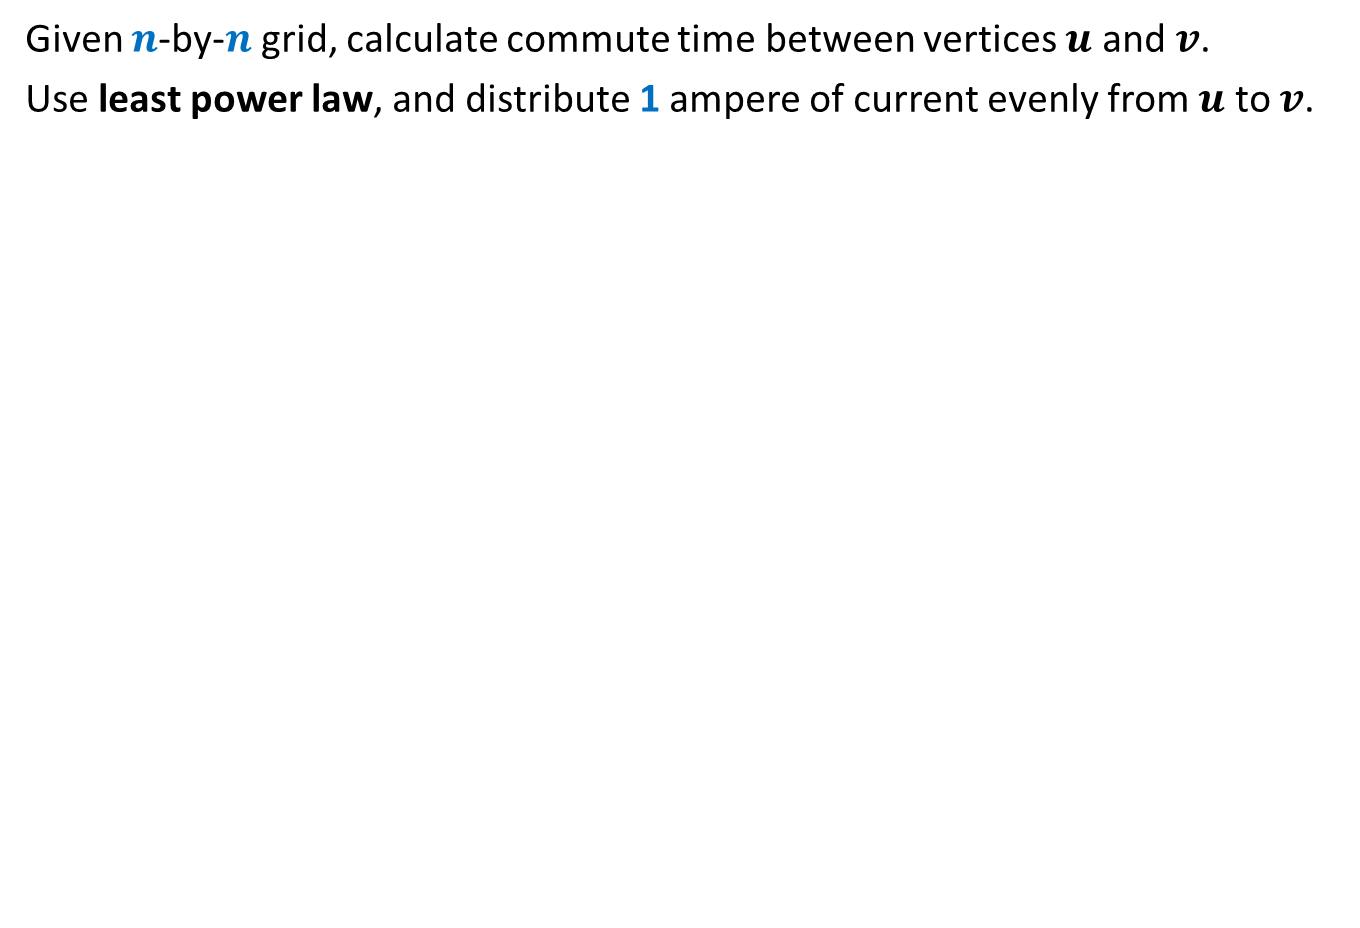 Given n-by-n grid, calculate commute time between vertices u and v.
Use least power law, and distribute 1 ampere of current evenly from u to v.